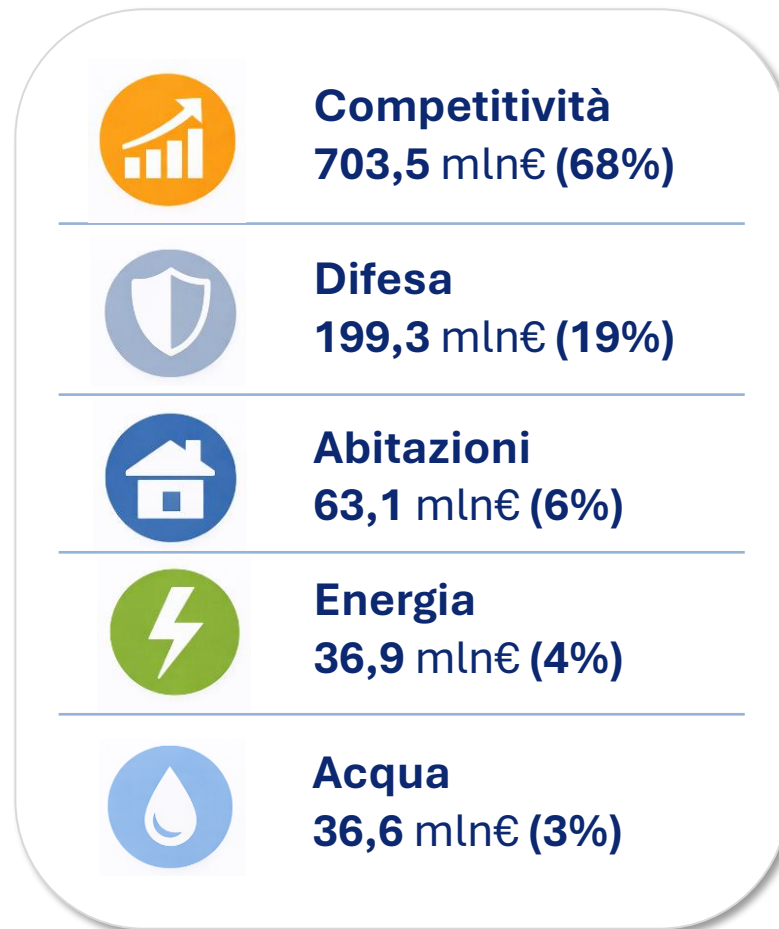 Competitività
703,5 mln€ (68%)
Difesa
199,3 mln€ (19%)
Abitazioni
63,1 mln€ (6%)
Energia
36,9 mln€ (4%)
Acqua
36,6 mln€ (3%)